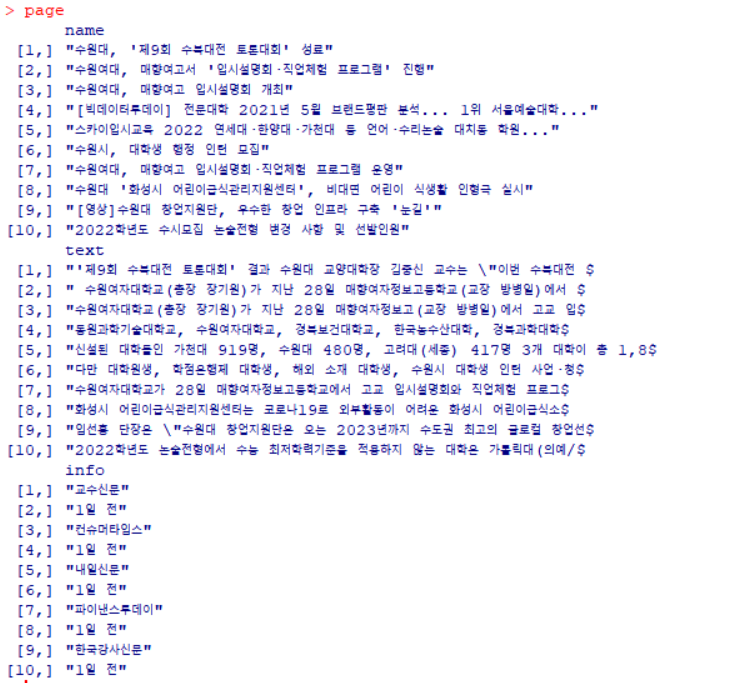 > page
name
[1,] "수원대, '제9회 수북대전 토론대회' 성료"
[2,] "수원여대, 매향여고서 '입시설명회·직업체험 프로그램' 진행"
[3,] "수원여대, 매향여고 입시설명회 개최"
[4,] "[빅데이터투데이] 전문대학 2021년 5월 브랜드평판 분석... 1위 서울예술대학..."
[5,] "스카이입시교육 2022 연세대·한양대·가천대 등 언어·수리논술 대치동 학원..."
[6,] "수원시, 대학생 행정 인턴 모집"
[7,] "수원여대, 매향여고 입시설명회·직업체험 프로그램 운영"
[8,] "수원대 '화성시 어린이급식관리지원센터', 비대면 어린이 식생활 인형극 실시"
[9,] "[영상]수원대 창업지원단, 우수한 창업 인프라 구축 '눈길'"
[10,] "2022학년도 수시모집 논술전형 변경 사항 및 선발인원"
text
[1,] "'제9회 수북대전 토론대회' 결과 수원대 교양대학장 김중신 교수는 \"이번 수북대전 $
[2,] " 수원여자대학교(총장 장기원)가 지난 28일 매향여자정보고등학교(교장 방병일)에서 $
[3,] "수원여자대학교(총장 장기원)가 지난 28일 매향여자정보고(교장 방병일)에서 고교 입$
[4,] "동원과학기술대학교, 수원여자대학교, 경북보건대학교, 한국농수산대학, 경북과학대학$
[5,] "신설된 대학들인 가천대 919명, 수원대 480명, 고려대(세종) 417명 3개 대학이 총 1,8$
[6,] "다만 대학원생, 학점은행제 대학생, 해외 소재 대학생, 수원시 대학생 인턴 사업·청$
[7,] "수원여자대학교가 28일 매향여자정보고등학교에서 고교 입시설명회와 직업체험 프로그$
[8,] "화성시 어린이급식관리지원센터는 코로나19로 외부활동이 어려운 화성시 어린이급식소$
[9,] "임선홍 단장은 \"수원대 창업지원단은 오는 2023년까지 수도권 최고의 글로컬 창업선$
[10,] "2022학년도 논술전형에서 수능 최저학력기준을 적용하지 않는 대학은 가톨릭대(의예/$
info
[1,] "교수신문"
[2,] "1일 전"
[3,] "컨슈머타임스"
[4,] "1일 전"
[5,] "내일신문"
[6,] "1일 전"
[7,] "파이낸스투데이"
[8,] "1일 전"
[9,] "한국강사신문"
[10,] "1일 전"